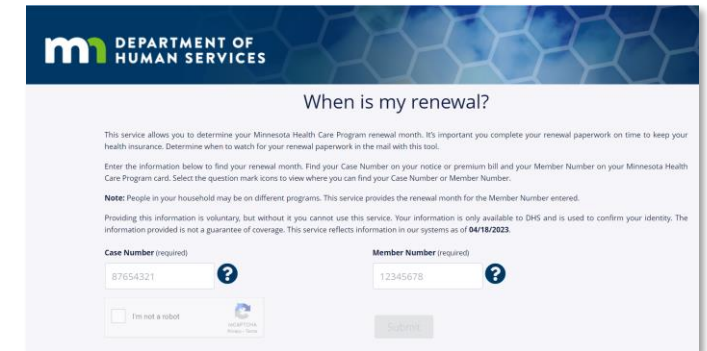 mn DEPARTMENT OF
HUMAN SERVICES
When is my renewal?
This service allows you to determine your Minnesota Health Care Program renewal month. It's important you complete your renewal paperwork on time to keep your
health insurance. Determine when to watch for your renewal paperwork in the mail with this tool.
Enter the information below to find your renewal month. Find your Case Number on your notice or premium bill and your Member Number on your Minnesota Health
Care Program card. Select the question mark icons to view where you can find your Case Number or Member Number.
Note: People in your household may be on different programs. This service provides the renewal month for the Member Number entered.
Providing this information is voluntary, but without it you cannot use this service. Your information is only available to DHS and is used to confirm your identity. The
information provided is not a guarantee of coverage. This service reflects information in our systems as of 04/18/2023.
Case Number (required) Member Number (required)
87654321 ? 12345678 ?
I'm not a robot
reCAPTCHA
Privacy - Terms
Submit